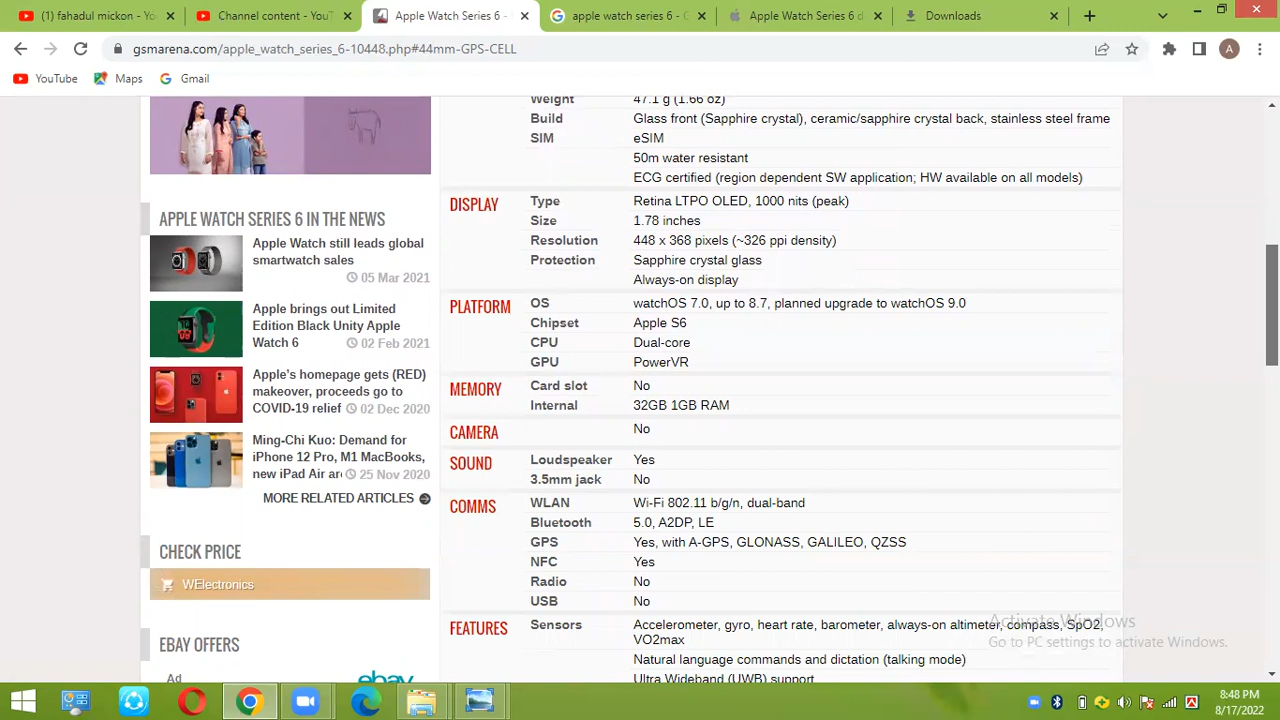 (1) fahadul mickon - You
Channel content - YouT
Apple Watch Series 6 -
apple watch series 6 - G
Apple Watch Series 6 d
Downloads
gsmarena.com/apple_watch_series_6-10448.php#44mm-GPS-CELL
A
YouTube
Maps
Gmail
Weight 47.1 g (1.66 oz)
Build Glass front (Sapphire crystal), ceramic/sapphire crystal back, stainless steel frame
SIM eSIM
50m water resistant
ECG certified (region dependent SW application; HW available on all models)
DISPLAY Type Retina LTPO OLED, 1000 nits (peak)
Size 1.78 inches
Resolution 448 x 368 pixels (~326 ppi density)
Protection Sapphire crystal glass
Always-on display
PLATFORM OS watchOS 7.0, up to 8.7, planned upgrade to watchOS 9.0
Chipset Apple S6
CPU Dual-core
GPU PowerVR
MEMORY Card slot No
Internal 32GB 1GB RAM
CAMERA No
SOUND Loudspeaker Yes
3.5mm jack No
COMMS WLAN Wi-Fi 802.11 b/g/n, dual-band
Bluetooth 5.0, A2DP, LE
GPS Yes, with A-GPS, GLONASS, GALILEO, QZSS
NFC Yes
Radio No
USB No
FEATURES Sensors Accelerometer, gyro, heart rate, barometer, always-on altimeter, compass, SpO2,
VO2max
Natural language commands and dictation (talking mode)
Ultra Wideband (UWB) support
APPLE WATCH SERIES 6 IN THE NEWS
Apple Watch still leads global
smartwatch sales
05 Mar 2021
Apple brings out Limited
Edition Black Unity Apple
Watch 6 02 Feb 2021
Apple's homepage gets (RED)
makeover, proceeds go to
COVID-19 relief 02 Dec 2020
Ming-Chi Kuo: Demand for
iPhone 12 Pro, M1 MacBooks,
new iPad Air ar 25 Nov 2020
MORE RELATED ARTICLES
CHECK PRICE
WElectronics
EBAY OFFERS
Ad
ebay
Activate Windows
Go to PC settings to activate Windows.
8:48 PM
8/17/2022